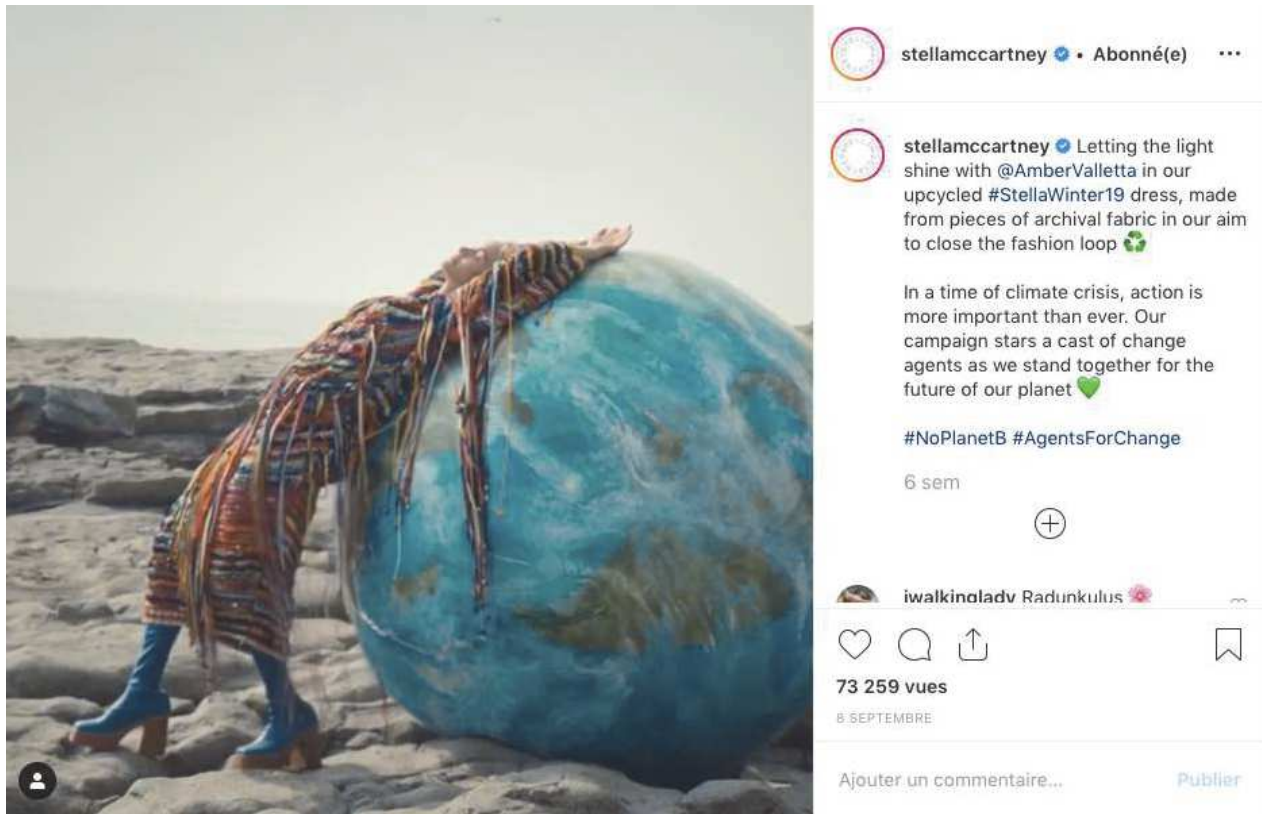 stellamccartney • Abonné(e) •••
stellamccartney Letting the light
shine with @AmberValletta in our
upcycled #StellaWinter19 dress, made
from pieces of archival fabric in our aim
to close the fashion loop ♻️
In a time of climate crisis, action is
more important than ever. Our
campaign stars a cast of change
agents as we stand together for the
future of our planet 💚
#NoPlanetB #AgentsForChange
6 sem
iwalkinglady Radunkulus 🌸
73 259 vues
8 SEPTEMBRE
Ajouter un commentaire... Publier